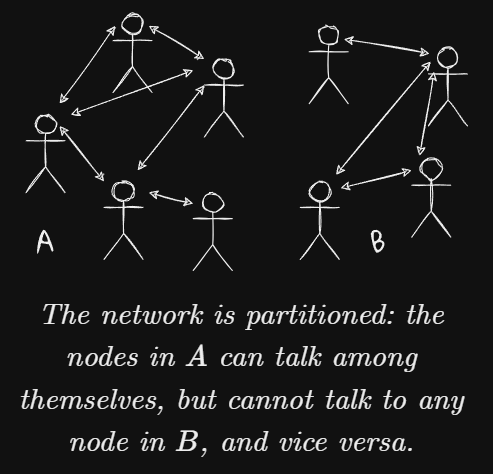 A
B
The network is partitioned: the
nodes in A can talk among
themselves, but cannot talk to any
node in B, and vice versa.